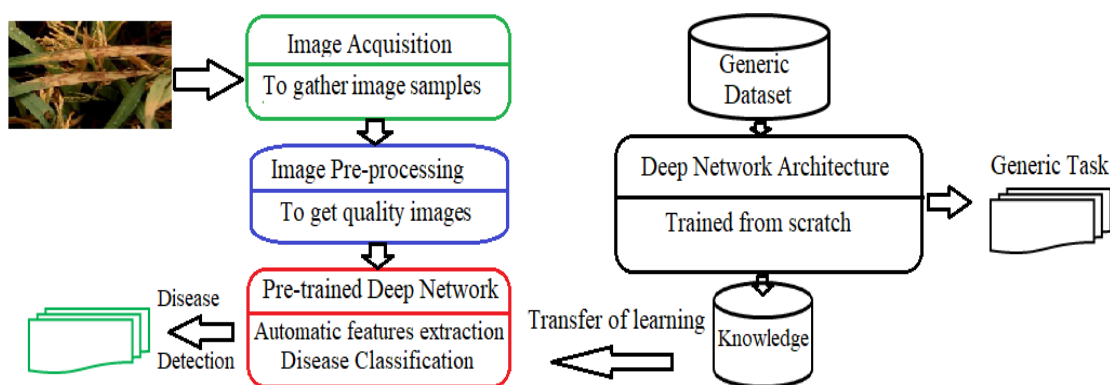 Image Acquisition
To gather image samples
Image Pre-processing
To get quality images
Pre-trained Deep Network
Automatic features extraction
Disease Classification
Disease
Detection
Generic
Dataset
Deep Network Architecture
Trained from scratch
Generic Task
Knowledge
Transfer of learning